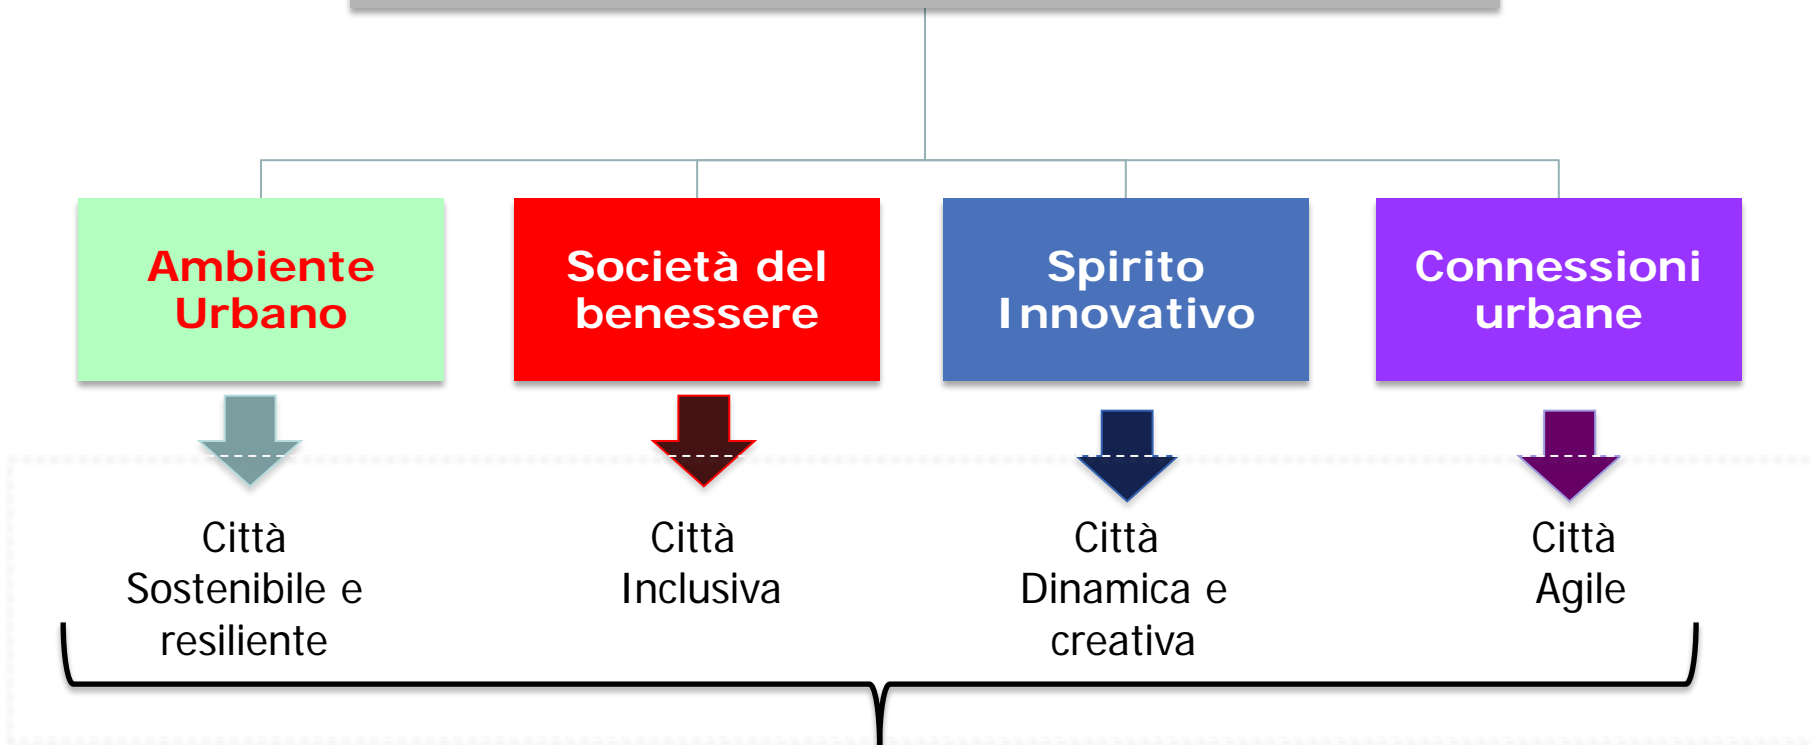 Ambiente
Urbano
Società del
benessere
Spirito
Innovativo
Connessioni
urbane
Città
Sostenibile e
resiliente
Città
Inclusiva
Città
Dinamica e
creativa
Città
Agile